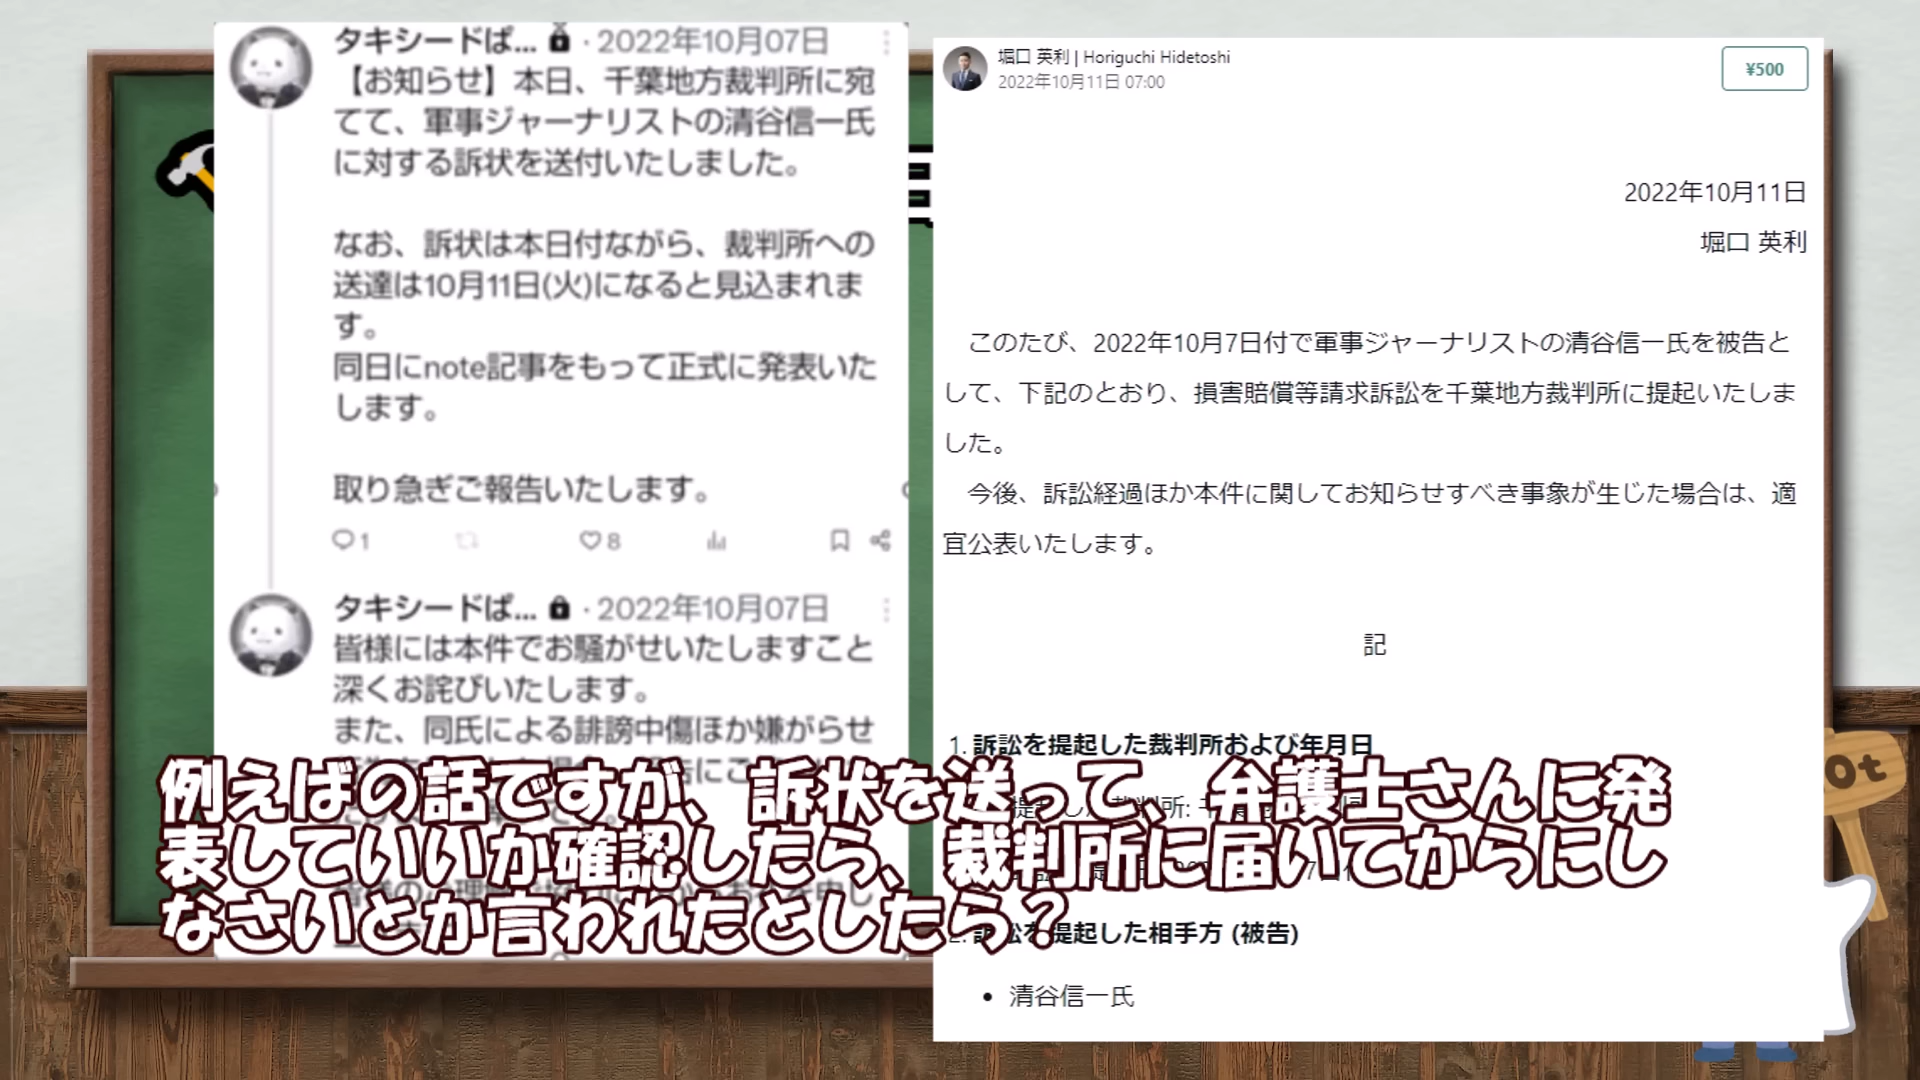 タキシードぱ... · 2022年10月07日
【お知らせ】本日、千葉地方裁判所に宛
てて、軍事ジャーナリストの清谷信一氏
に対する訴状を送付いたしました。
なお、訴状は本日付ながら、裁判所への
送達は10月11日(火)になると見込まれま
す。
同日にnote記事をもって正式に発表いた
します。
取り急ぎご報告いたします。
1 8
タキシードぱ... · 2022年10月07日
皆様には本件でお騒がせいたしますこと
深くお詫びいたします。
また、同氏による誹謗中傷ほか嫌がらせ
堀口 英利 | Horiguchi Hidetoshi
2022年10月11日 07:00
¥500
2022年10月11日
堀口 英利
このたび、2022年10月7日付で軍事ジャーナリストの清谷信一氏を被告と
して、下記のとおり、損害賠償等請求訴訟を千葉地方裁判所に提起いたしま
した。
今後、訴訟経過ほか本件に関してお知らせすべき事象が生じた場合は、適
宜公表いたします。
記
1. 訴訟を提起した裁判所および年月日
2. 訴訟を提起した相手方 (被告)
• 清谷信一氏
例えばの話ですが、訴状を送って、弁護士さんに発
表していいか確認したら、裁判所に届いてからにし
なさいとか言われたとしたら？
ot